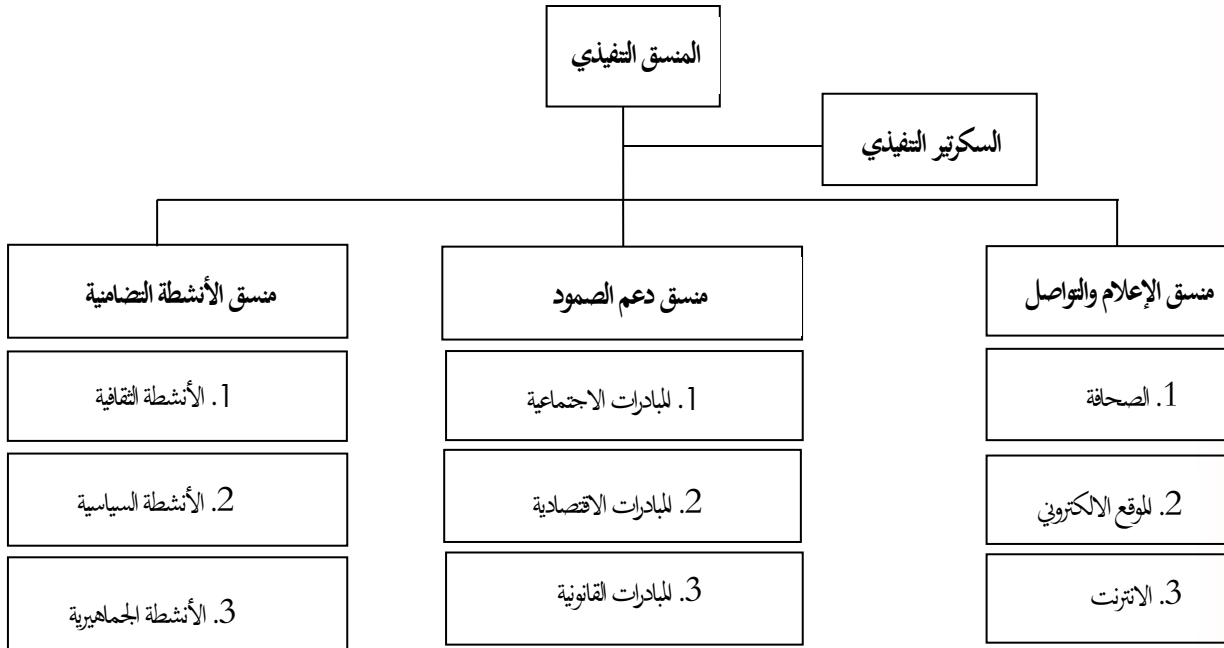 المنسق التنفيذي
السكرتير التنفيذي
منسق الإعلام والتواصل
1. الصحافة
2. الموقع الالكتروني
3. الانترنت
منسق دعم الصمود
1. المبادرات الاجتماعية
2. المبادرات الاقتصادية
3. المبادرات القانونية
منسق الأنشطة التضامنية
1. الأنشطة الثقافية
2. الأنشطة السياسية
3. الأنشطة الجماهيرية